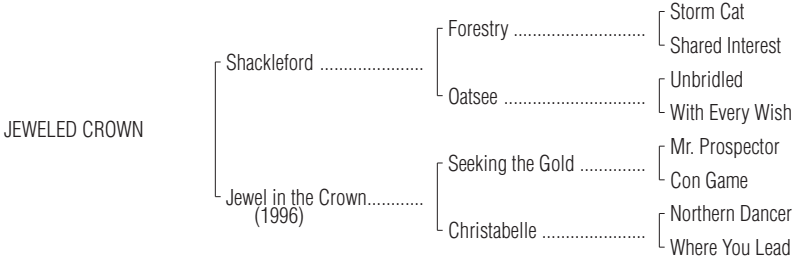 Storm Cat
Forestry ............................
Shared Interest
Shackleford ......................
Unbridled
Oatsee ..............................
With Every Wish
JEWELED CROWN
Mr. Prospector
Seeking the Gold ..............
Con Game
Jewel in the Crown............
(1996)
Northern Dancer
Christabelle ......................
Where You Lead